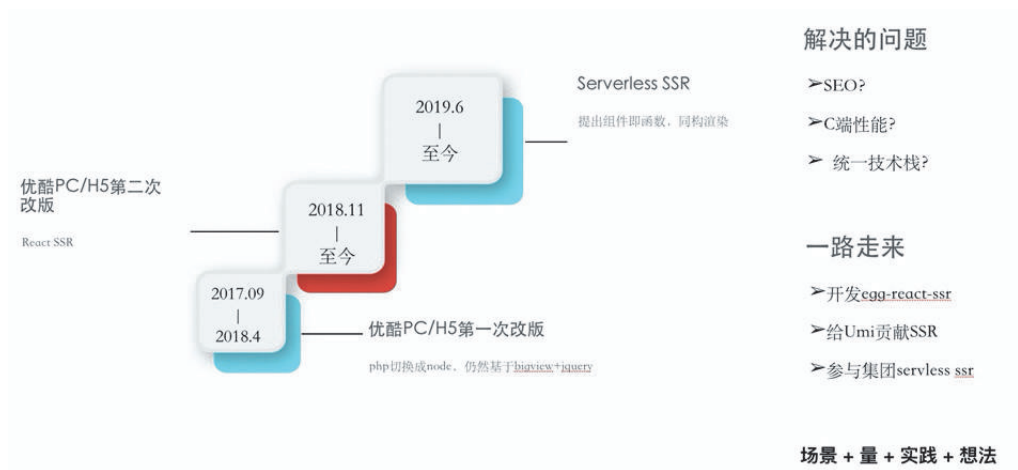 2019.6
|
至今
Serverless SSR
提出组件即函数、同构渲染
优酷PC/H5第二次
改版
React SSR
2018.11
|
至今
2017.09
|
2018.4
优酷PC/H5第一次改版
php切换成node、仍然基于bigview+jquery
解决的问题
➢SEO?
➢C端性能?
➢ 统一技术栈?
一路走来
➢开发egg-react-ssr
➢给Umi贡献SSR
➢参与集团servless ssr
场景 + 量 + 实践 + 想法